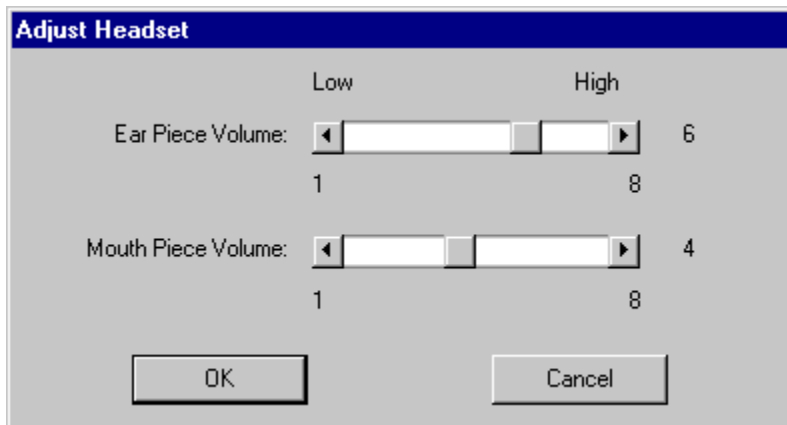 Adjust Headset
Low High
Ear Piece Volume: 6
1 8
Mouth Piece Volume: 4
1 8
OK Cancel